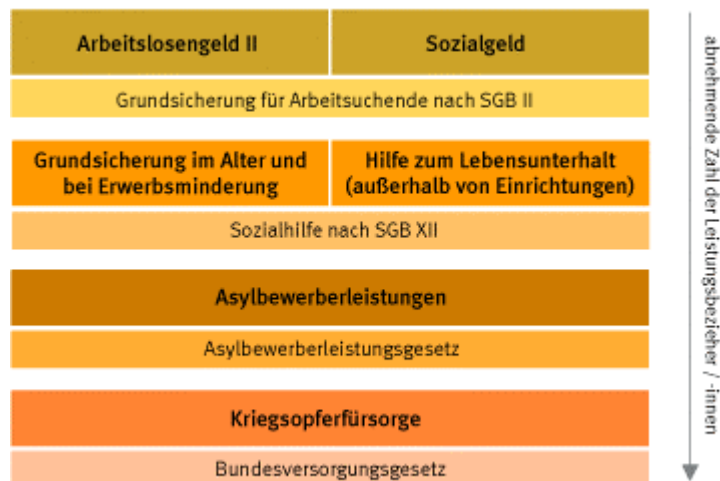 Arbeitslosengeld II
Sozialgeld
Grundsicherung für Arbeitsuchende nach SGB II
Grundsicherung im Alter und
bei Erwerbsminderung
Hilfe zum Lebensunterhalt
(außerhalb von Einrichtungen)
Sozialhilfe nach SGB XII
Asylbewerberleistungen
Asylbewerberleistungsgesetz
Kriegsopferfürsorge
Bundesversorgungsgesetz
abnehmende Zahl der Leistungsbezieher / -innen